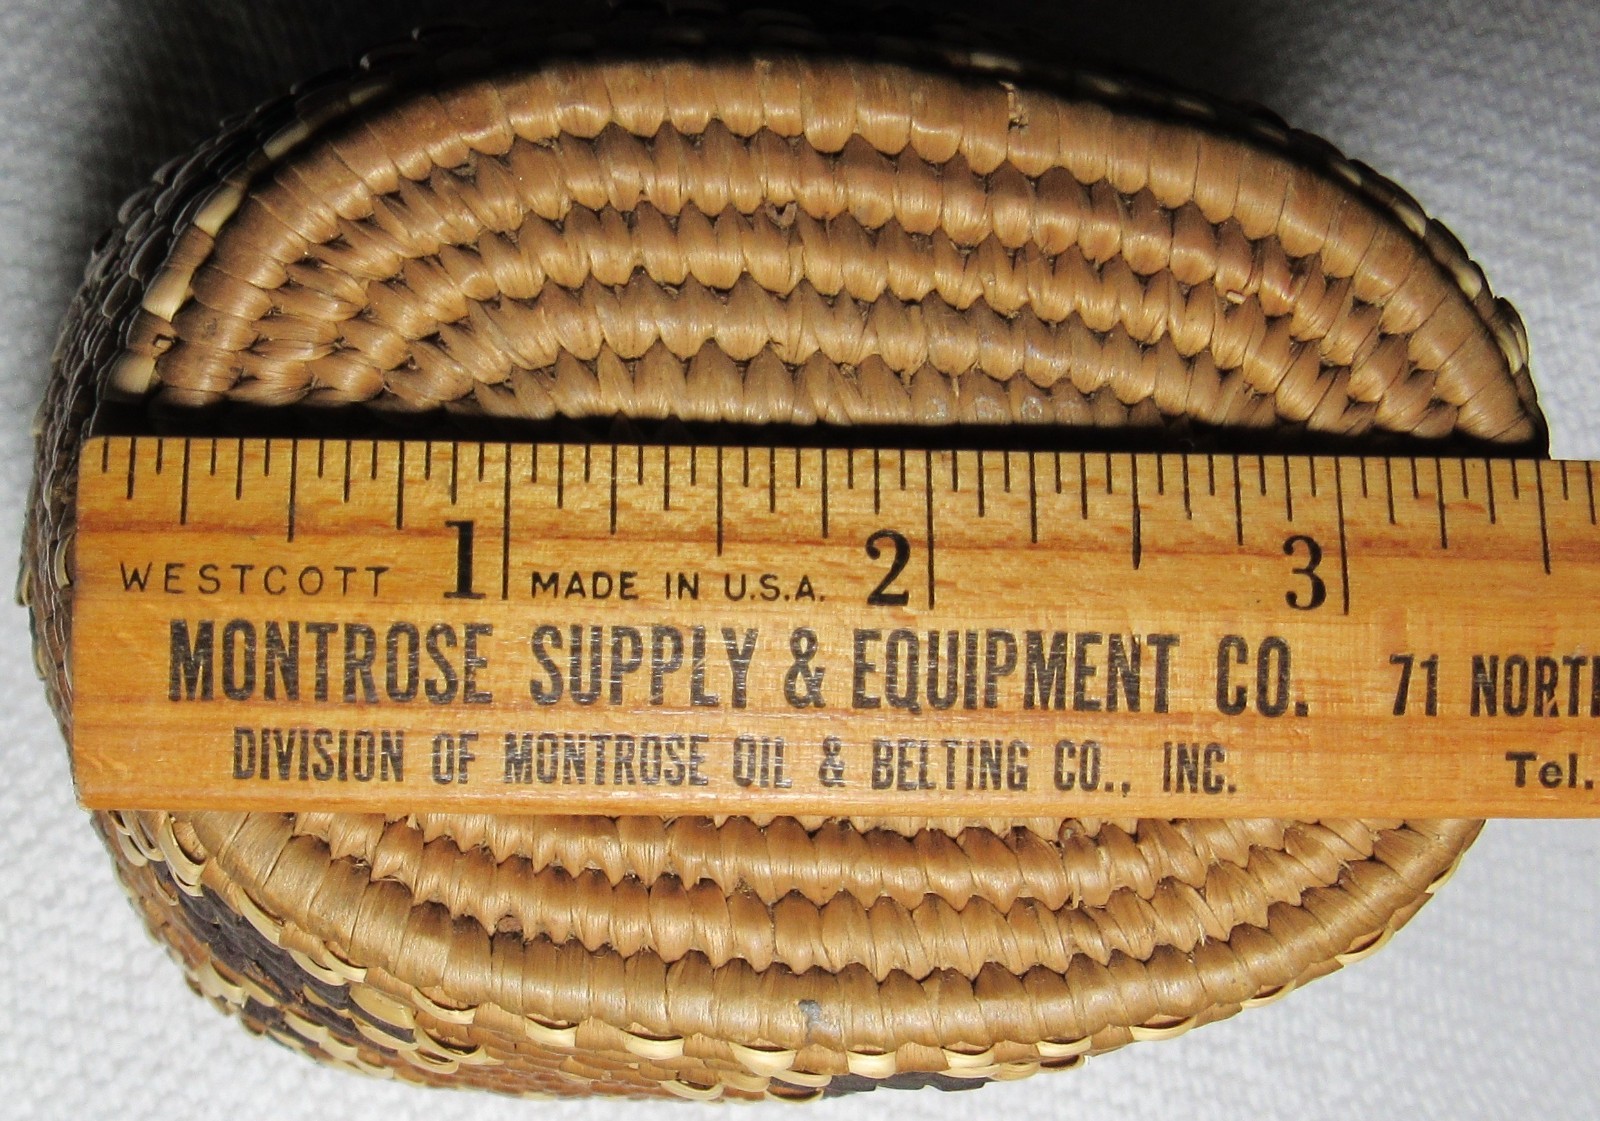 1 2 3
WESTCOTT MADE IN U.S.A.
MONTROSE SUPPLY & EQUIPMENT CO. 71
DIVISION OF MONTROSE OIL & BELTING CO., INC. Tel.